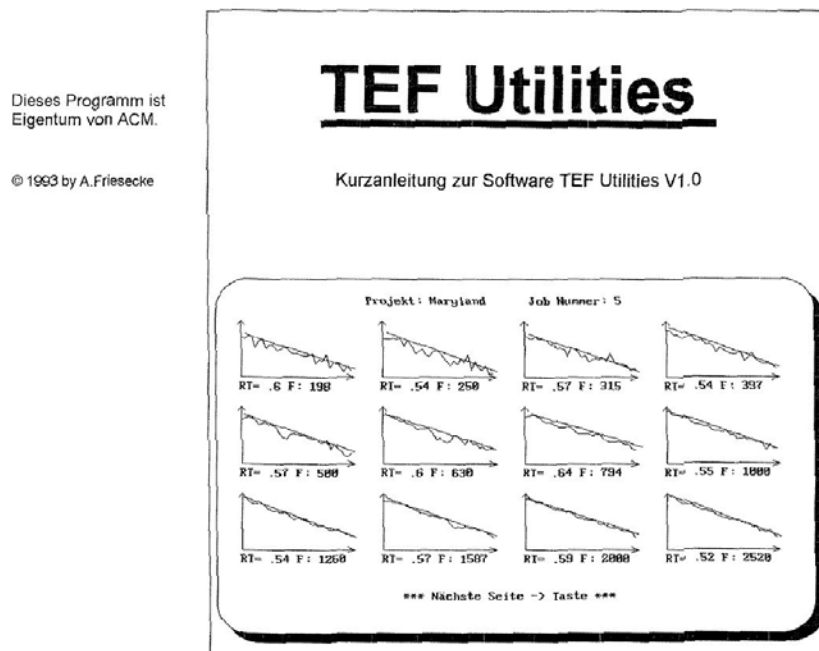 Dieses Programm ist
Eigentum von ACM.
© 1993 by A.Friesecke
TEF Utilities
Kurzanleitung zur Software TEF Utilities V1.0
Projekt: Maryland Job Nummer: 5
RT= .6 F: 198 RT= .54 F: 250 RT= .57 F: 315 RT= .54 F: 397
RT= .57 F: 500 RT= .6 F: 630 RT= .64 F: 794 RT= .55 F: 1000
RT= .54 F: 1260 RT= .57 F: 1587 RT= .59 F: 2000 RT= .52 F: 2520
*** Nächste Seite -> Taste ***